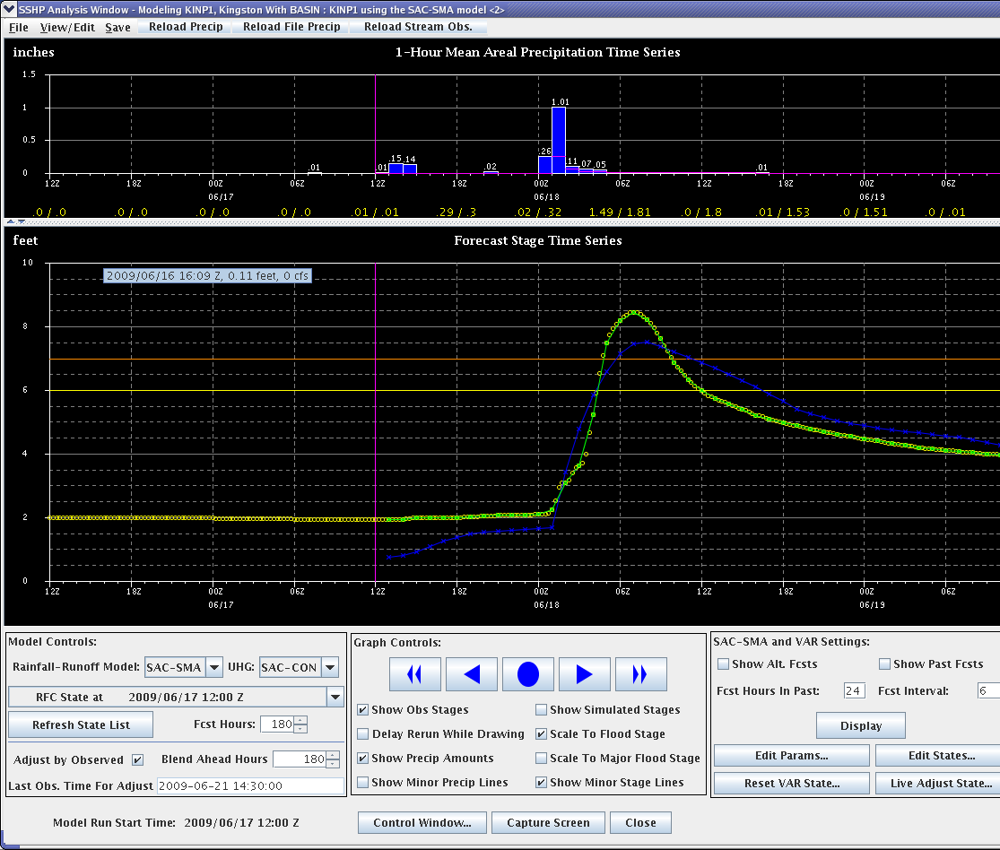 SSHP Analysis Window - Modeling KINP1, Kingston With BASIN : KINP1 using the SAC-SMA model <2>
File View/Edit Save Reload Precip Reload File Precip Reload Stream Obs.
inches 1-Hour Mean Areal Precipitation Time Series
1.5
1.01
1
0.5
.26
.15 .14 .11 .07 .05
.01 .01 .02 .01
0
12Z 18Z 00Z 06Z 12Z 18Z 00Z 06Z 12Z 18Z 00Z 06Z
06/17 06/18 06/19
.0 / .0 .0 / .0 .0 / .0 .0 / .0 .01 / .01 .29 / .3 .02 / .32 1.49 / 1.81 .0 / 1.8 .01 / 1.53 .0 / 1.51 .0 / .01
feet Forecast Stage Time Series
10
2009/06/16 16:09 Z, 0.11 feet, 0 cfs
8
6
4
2
0
12Z 18Z 00Z 06Z 12Z 18Z 00Z 06Z 12Z 18Z 00Z 06Z
06/17 06/18 06/19
Model Controls:
Rainfall-Runoff Model: SAC-SMA UHG: SAC-CON
RFC State at 2009/06/17 12:00 Z
Refresh State List Fcst Hours: 180
Adjust by Observed Blend Ahead Hours 180
Last Obs. Time For Adjust 2009-06-21 14:30:00
Graph Controls:
Show Obs Stages Show Simulated Stages
Delay Rerun While Drawing Scale To Flood Stage
Show Precip Amounts Scale To Major Flood Stage
Show Minor Precip Lines Show Minor Stage Lines
SAC-SMA and VAR Settings:
Show Alt. Fcsts Show Past Fcsts
Fcst Hours In Past: 24 Fcst Interval: 6
Display
Edit Params... Edit States...
Reset VAR State... Live Adjust State...
Model Run Start Time: 2009/06/17 12:00 Z Control Window... Capture Screen Close